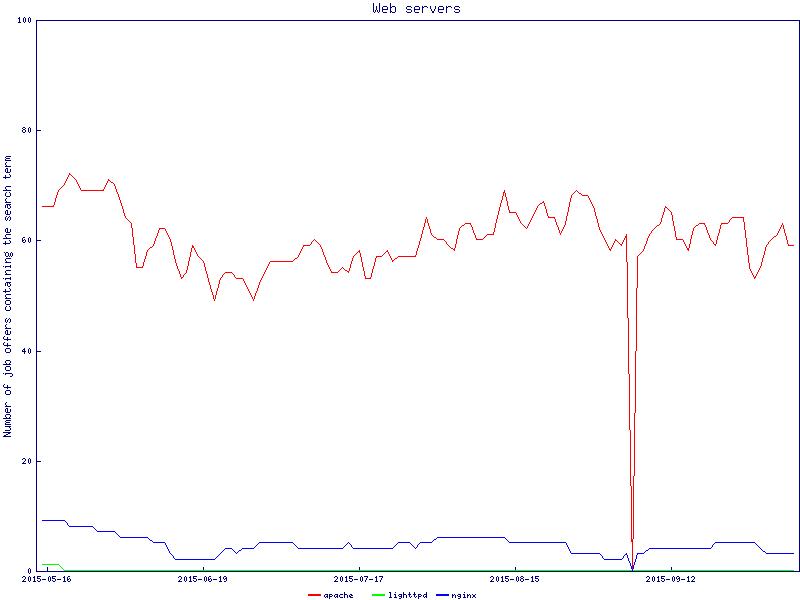 Web servers
100
80
60
40
20
0
Number of job offers containing the search term
2015-05-16 2015-06-19 2015-07-17 2015-08-15 2015-09-12
apache lighttpd nginx